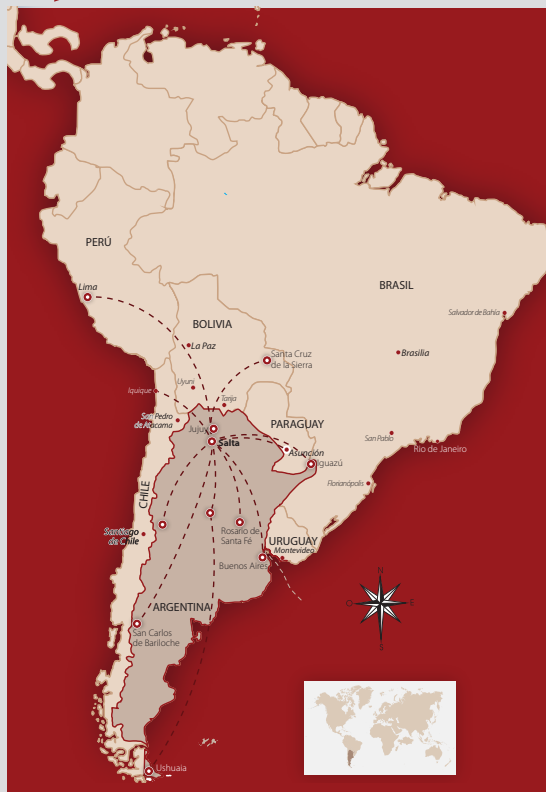 PERÚ
Lima
BRASIL
Salvador de Bahia
BOLIVIA
La Paz
Brasilia
Santa Cruz
de la Sierra
Uyuni
Iquique
Tarija
San Pedro
de Atacama
Jujuy
PARAGUAY
Salta
San Pablo
Rio de Janeiro
Asunción
Iguazú
CHILE
Florianópolis
Santiago
de Chile
Rosario de
Santa Fé
URUGUAY
Montevideo
Buenos Aires
N
O
E
S
ARGENTINA
San Carlos
de Bariloche
Ushuaia